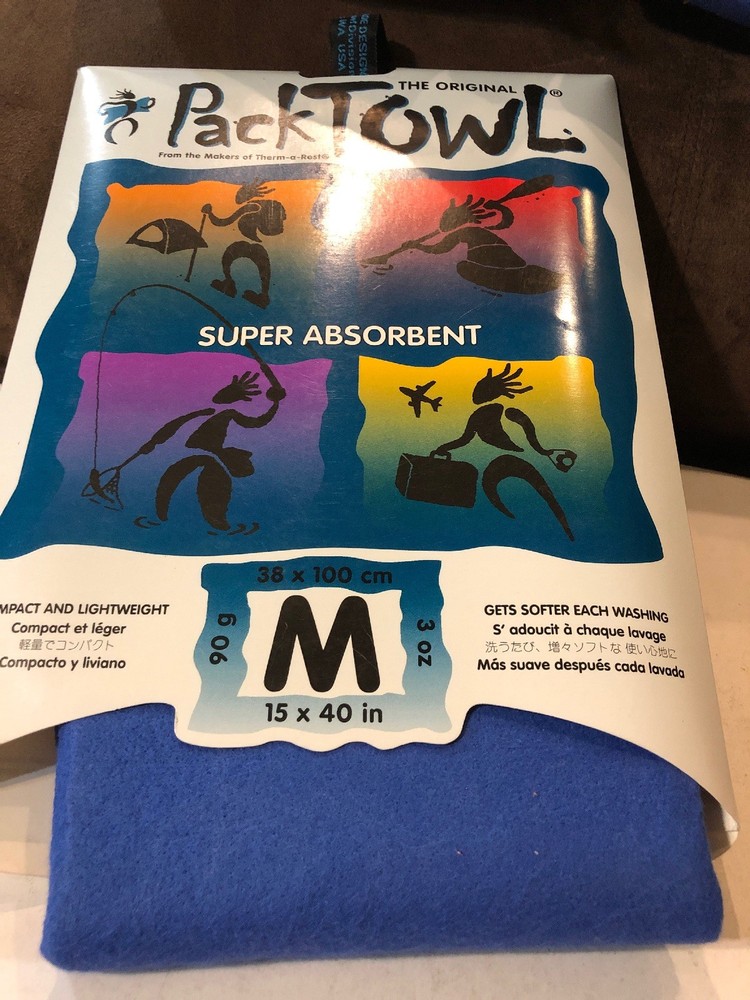 THE ORIGINAL
PackTOWL®
From the Makers of Therm-a-Rest®
SUPER ABSORBENT
38 x 100 cm
90 g
M
3 oz
15 x 40 in
MPACT AND LIGHTWEIGHT
Compact et léger
軽量でコンパクト
Compacto y liviano
GETS SOFTER EACH WASHING
S' adoucit à chaque lavage
洗うたび、増々ソフトな使い心地に
Más suave después cada lavada